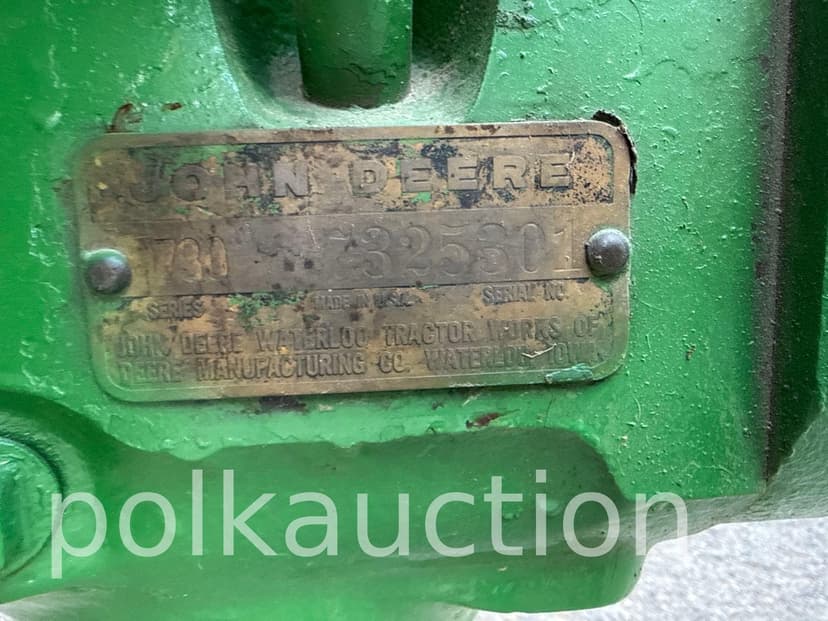 JOHN DEERE
730 7325301
SERIES MADE IN U.S.A. SERIAL NO.
JOHN DEERE WATERLOO TRACTOR WORKS OF
DEERE MANUFACTURING CO. WATERLOO IOWA
polkauction